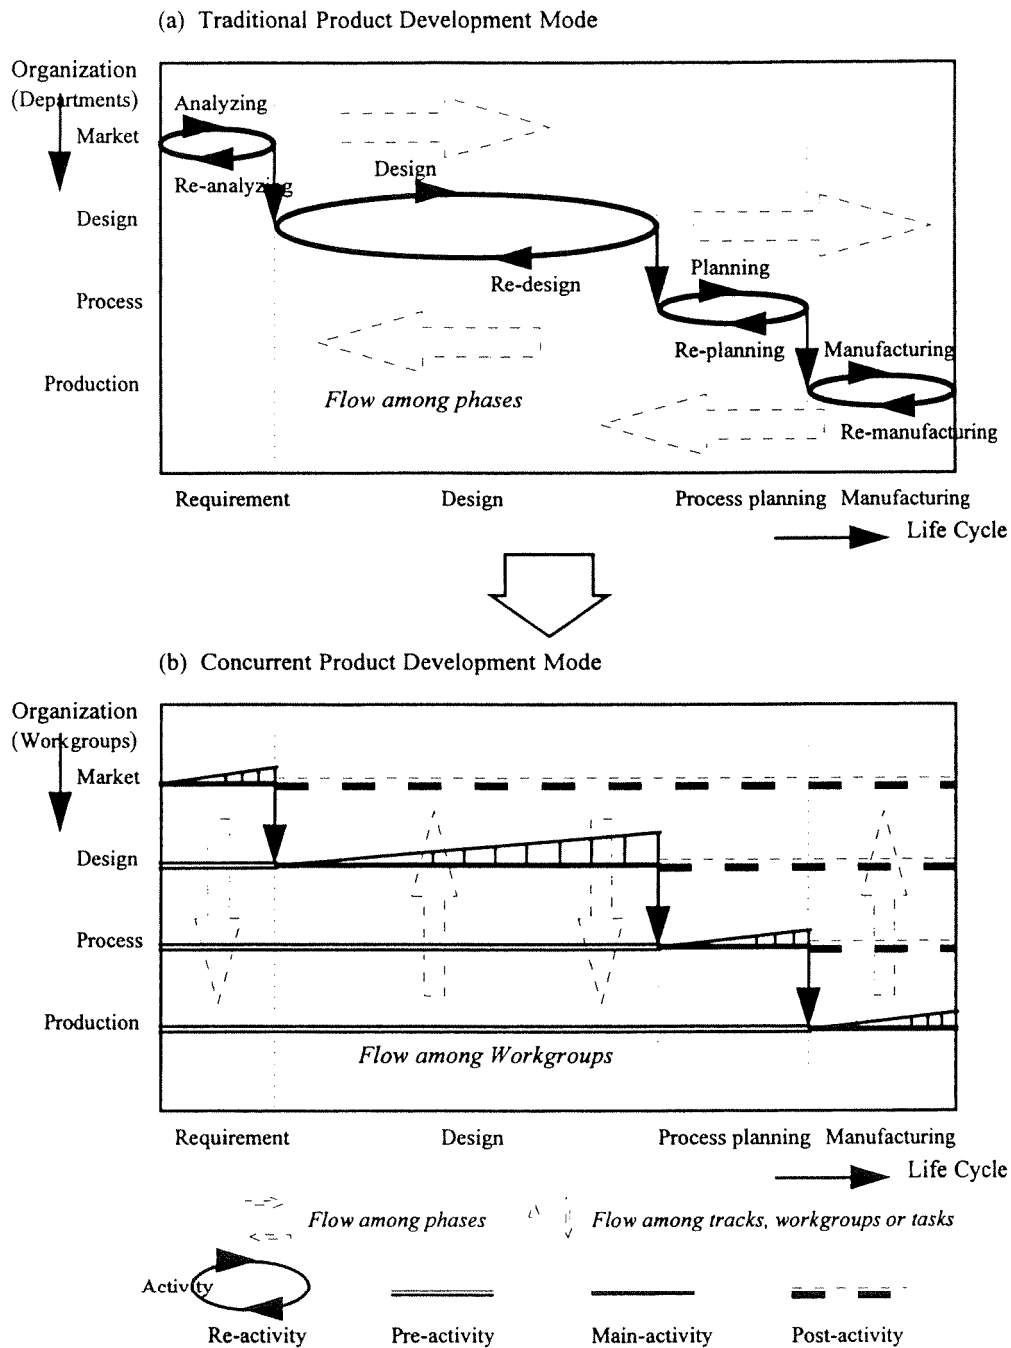 (a) Traditional Product Development Mode
Organization
(Departments)
Analyzing
Market
Re-analyzing
Design
Design
Re-design
Planning
Process
Re-planning
Manufacturing
Production
Flow among phases
Re-manufacturing
Requirement Design Process planning Manufacturing
Life Cycle
(b) Concurrent Product Development Mode
Organization
(Workgroups)
Market
Design
Process
Production
Flow among Workgroups
Requirement Design Process planning Manufacturing
Life Cycle
Flow among phases Flow among tracks, workgroups or tasks
Activity
Re-activity Pre-activity Main-activity Post-activity